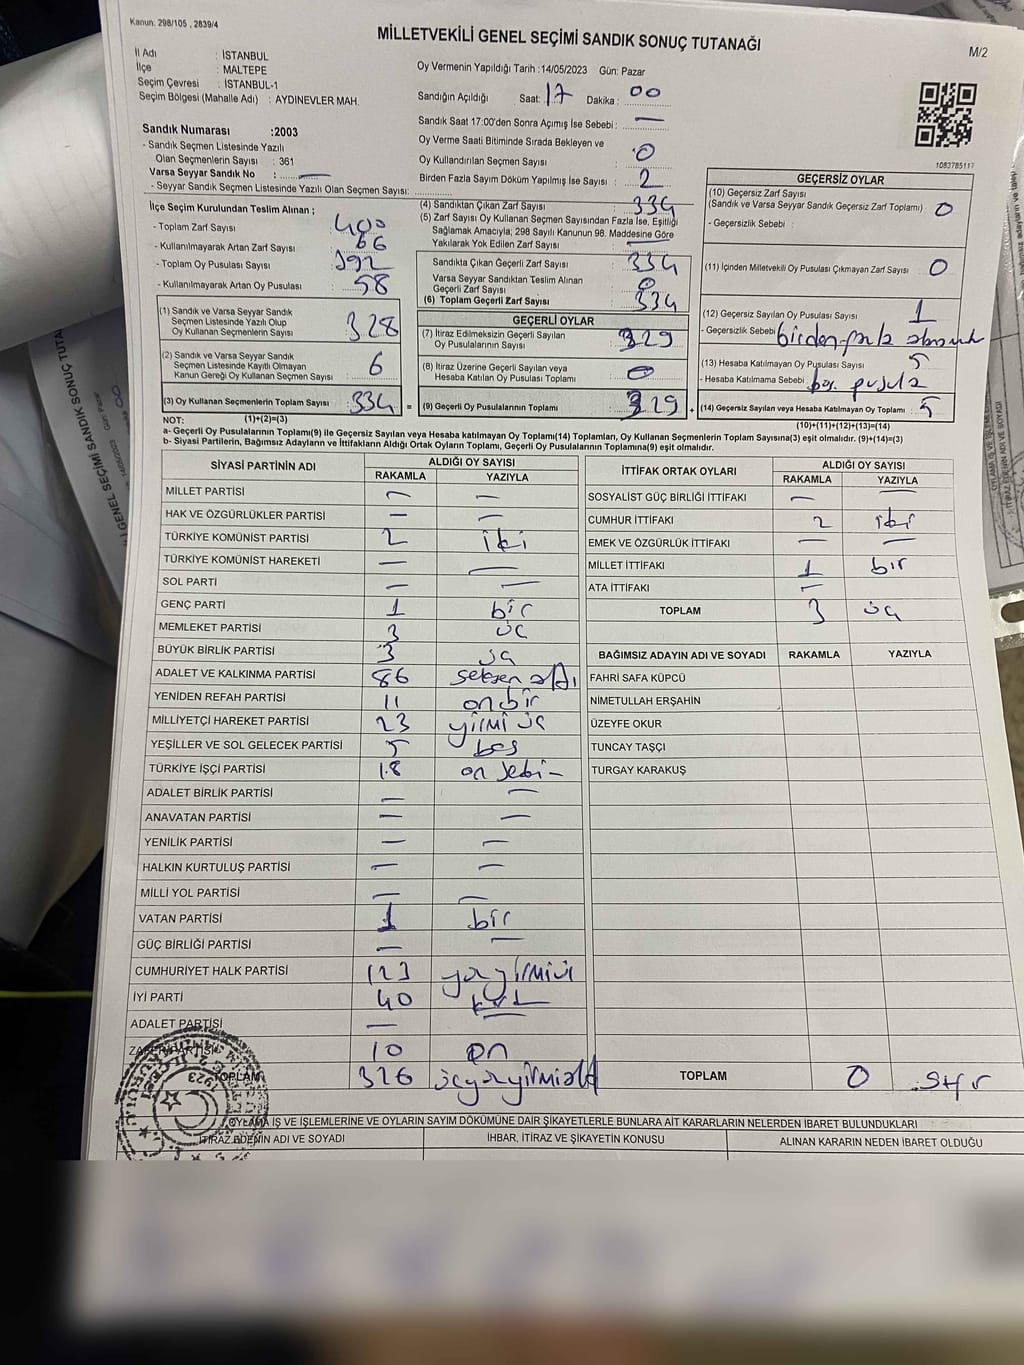 Kanun: 298/105 , 2839/4
MİLLETVEKİLİ GENEL SEÇİMİ SANDIK SONUÇ TUTANAĞI
M/2
İl Adı : İSTANBUL
İlçe : MALTEPE
Seçim Çevresi : İSTANBUL-1
Seçim Bölgesi (Mahalle Adı) : AYDINEVLER MAH.
Oy Vermenin Yapıldığı Tarih :14/05/2023 Gün: Pazar
Sandığın Açıldığı Saat: 17 Dakika : 00
Sandık Saat 17:00'den Sonra Açımış İse Sebebi : —
Oy Verme Saati Bitiminde Sırada Bekleyen ve
Oy Kullandırılan Seçmen Sayısı : 0
Birden Fazla Sayım Döküm Yapılmış İse Sayısı : 2
1083785117
Sandık Numarası :2003
- Sandık Seçmen Listesinde Yazılı
Olan Seçmenlerin Sayısı : 361
Varsa Seyyar Sandık No : —
- Seyyar Sandık Seçmen Listesinde Yazılı Olan Seçmen Sayısı:
İlçe Seçim Kurulundan Teslim Alınan ;
- Toplam Zarf Sayısı : 400
- Kullanılmayarak Artan Zarf Sayısı : 66
- Toplam Oy Pusulası Sayısı : 392
- Kullanılmayarak Artan Oy Pusulası : 58
(1) Sandık ve Varsa Seyyar Sandık
Seçmen Listesinde Yazılı Olup
Oy Kullanan Seçmenlerin Sayısı : 328
(2) Sandık ve Varsa Seyyar Sandık
Seçmen Listesinde Kayıtlı Olmayan
Kanun Gereği Oy Kullanan Seçmen Sayısı : 6
(3) Oy Kullanan Seçmenlerin Toplam Sayısı : 334
(4) Sandıktan Çıkan Zarf Sayısı : 334
(5) Zarf Sayısı Oy Kullanan Seçmen Sayısından Fazla İse, Eşitliği
Sağlamak Amacıyla; 298 Sayılı Kanunun 98. Maddesine Göre
Yakılarak Yok Edilen Zarf Sayısı : —
Sandıkta Çıkan Geçerli Zarf Sayısı : 334
Varsa Seyyar Sandıktan Teslim Alınan
Geçerli Zarf Sayısı : 0
(6) Toplam Geçerli Zarf Sayısı : 334
GEÇERLİ OYLAR
(7) İtiraz Edilmeksizin Geçerli Sayılan
Oy Pusulalarının Sayısı : 329
(8) İtiraz Üzerine Geçerli Sayılan veya
Hesaba Katılan Oy Pusulası Toplamı : 0
= (9) Geçerli Oy Pusulalarının Toplamı : 329
GEÇERSİZ OYLAR
(10) Geçersiz Zarf Sayısı
(Sandık ve Varsa Seyyar Sandık Geçersiz Zarf Toplamı) : 0
- Geçersizlik Sebebi :
(11) İçinden Milletvekili Oy Pusulası Çıkmayan Zarf Sayısı : 0
(12) Geçersiz Sayılan Oy Pusulası Sayısı : 1
- Geçersizlik Sebebi : birden fazla
(13) Hesaba Katılmayan Oy Pusulası Sayısı : 5
- Hesaba Katılmama Sebebi : boş pusula
+ (14) Geçersiz Sayılan veya Hesaba Katılmayan Oy Toplamı : 5
NOT: (1)+(2)=(3)
(10)+(11)+(12)+(13)=(14)
a- Geçerli Oy Pusulalarının Toplamı(9) ile Geçersiz Sayılan veya Hesaba katılmayan Oy Toplamı(14) Toplamları, Oy Kullanan Seçmenlerin Toplam Sayısına(3) eşit olmalıdır. (9)+(14)=(3)
b- Siyasi Partilerin, Bağımsız Adayların ve İttifakların Aldığı Ortak Oyların Toplamı, Geçerli Oy Pusulalarının Toplamına(9) eşit olmalıdır.
SİYASİ PARTİNİN ADI ALDIĞI OY SAYISI
RAKAMLA YAZIYLA
MİLLET PARTİSİ — —
HAK VE ÖZGÜRLÜKLER PARTİSİ — —
TÜRKİYE KOMÜNİST PARTİSİ 2 iki
TÜRKİYE KOMÜNİST HAREKETİ — —
SOL PARTİ — —
GENÇ PARTİ 1 bir
MEMLEKET PARTİSİ 3 üç
BÜYÜK BİRLİK PARTİSİ 3 üç
ADALET VE KALKINMA PARTİSİ 86 seksen altı
YENİDEN REFAH PARTİSİ 11 on bir
MİLLİYETÇİ HAREKET PARTİSİ 23 yirmi üç
YEŞİLLER VE SOL GELECEK PARTİSİ 5 beş
TÜRKİYE İŞÇİ PARTİSİ 18 on sekiz
ADALET BİRLİK PARTİSİ — —
ANAVATAN PARTİSİ — —
YENİLİK PARTİSİ — —
HALKIN KURTULUŞ PARTİSİ — —
MİLLİ YOL PARTİSİ — —
VATAN PARTİSİ 1 bir
GÜÇ BİRLİĞİ PARTİSİ — —
CUMHURİYET HALK PARTİSİ 123 yüzyirmiüç
İYİ PARTİ 40 kırk
ADALET PARTİSİ —
ZAFER PARTİSİ 10 on
TOPLAM 326 üçyüzyirmialtı
İTTİFAK ORTAK OYLARI ALDIĞI OY SAYISI
RAKAMLA YAZIYLA
SOSYALİST GÜÇ BİRLİĞİ İTTİFAKI — —
CUMHUR İTTİFAKI 2 iki
EMEK VE ÖZGÜRLÜK İTTİFAKI — —
MİLLET İTTİFAKI 1 bir
ATA İTTİFAKI —
TOPLAM 3 üç
BAĞIMSIZ ADAYIN ADI VE SOYADI RAKAMLA YAZIYLA
FAHRİ SAFA KÜPCÜ
NİMETULLAH ERŞAHİN
ÜZEYFE OKUR
TUNCAY TAŞÇI
TURGAY KARAKUŞ
TOPLAM 0 sıfır
OYLAMA İŞ VE İŞLEMLERİNE VE OYLARIN SAYIM DÖKÜMÜNE DAİR ŞİKAYETLERLE BUNLARA AİT KARARLARIN NELERDEN İBARET BULUNDUKLARI
İTİRAZ EDENİN ADI VE SOYADI İHBAR, İTİRAZ VE ŞİKAYETİN KONUSU ALINAN KARARIN NEDEN İBARET OLDUĞU